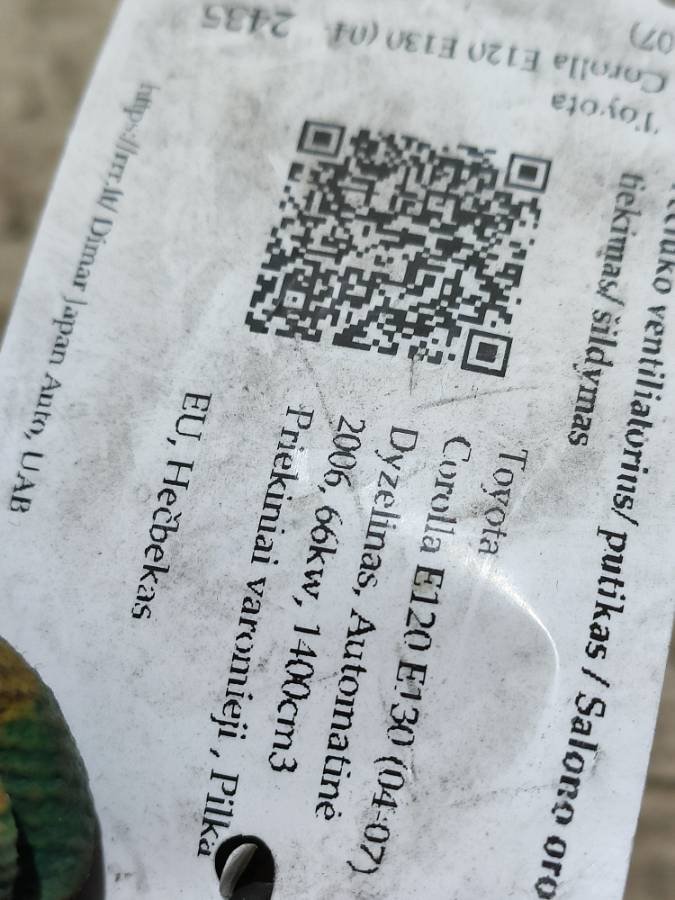 ventiliatorius/ putikas / Salono oro
tiekimas/ šildymas
Toyota
Corolla E120 E130 (04-07)
Dyzelinas, Automatinė
2006, 66kw, 1400cm3
Priekiniai varomieji , Pilka
EU, Hečbekas
https://rrr.lt/ Dimar Japan Auto, UAB
Toyota
Corolla E120 E130 (04-
07)
2435